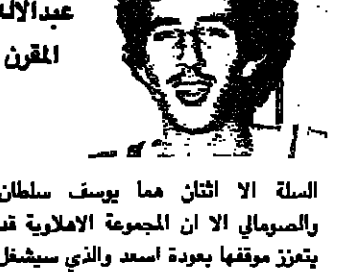 عبدالاله
المقرن
السلة الا اثنتان هما يوسف سلطان
والصومالي الا ان المجموعة الاهلاوية قد
يتعزز موقفها بعودة اسعد والذي سيشغل